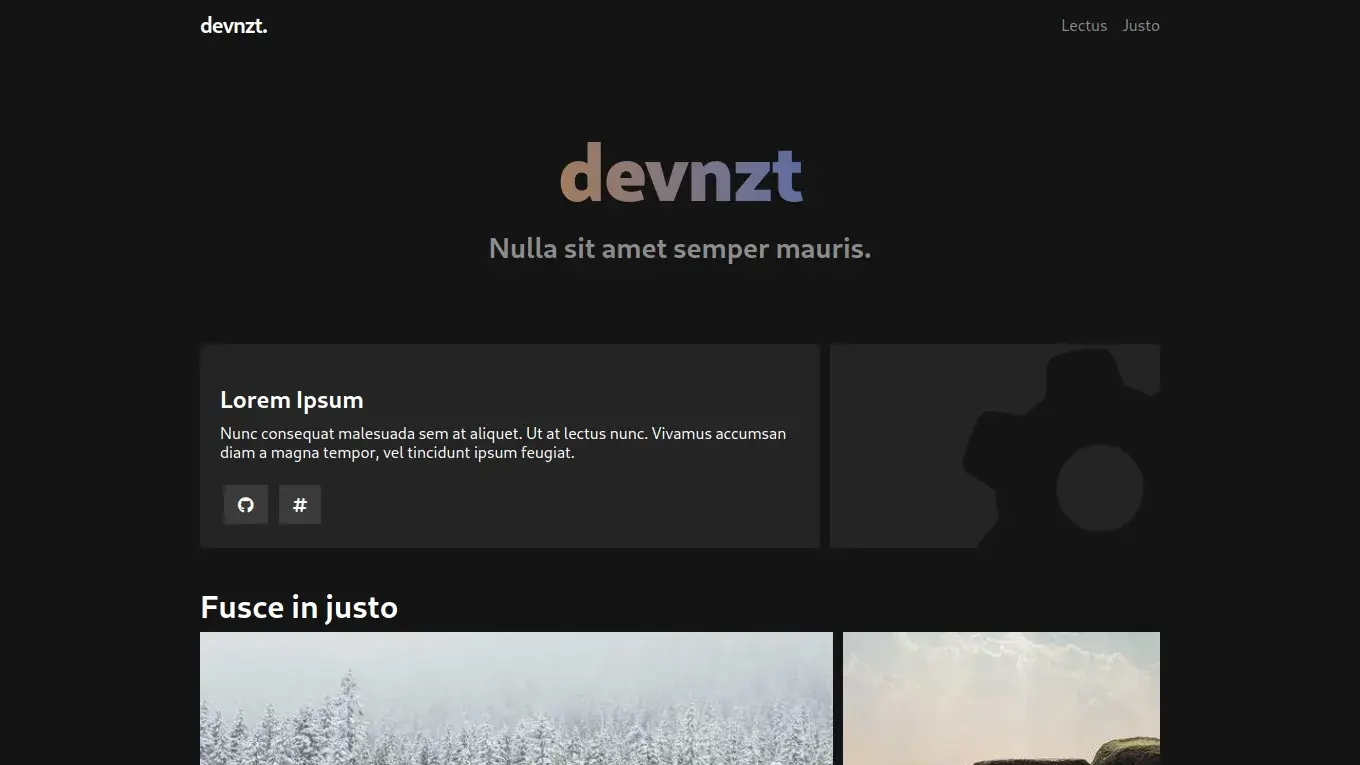 devnzt.
Lectus Justo
devnzt
Nulla sit amet semper mauris.
Lorem Ipsum
Nunc consequat malesuada sem at aliquet. Ut at lectus nunc. Vivamus accumsan
diam a magna tempor, vel tincidunt ipsum feugiat.
#
Fusce in justo